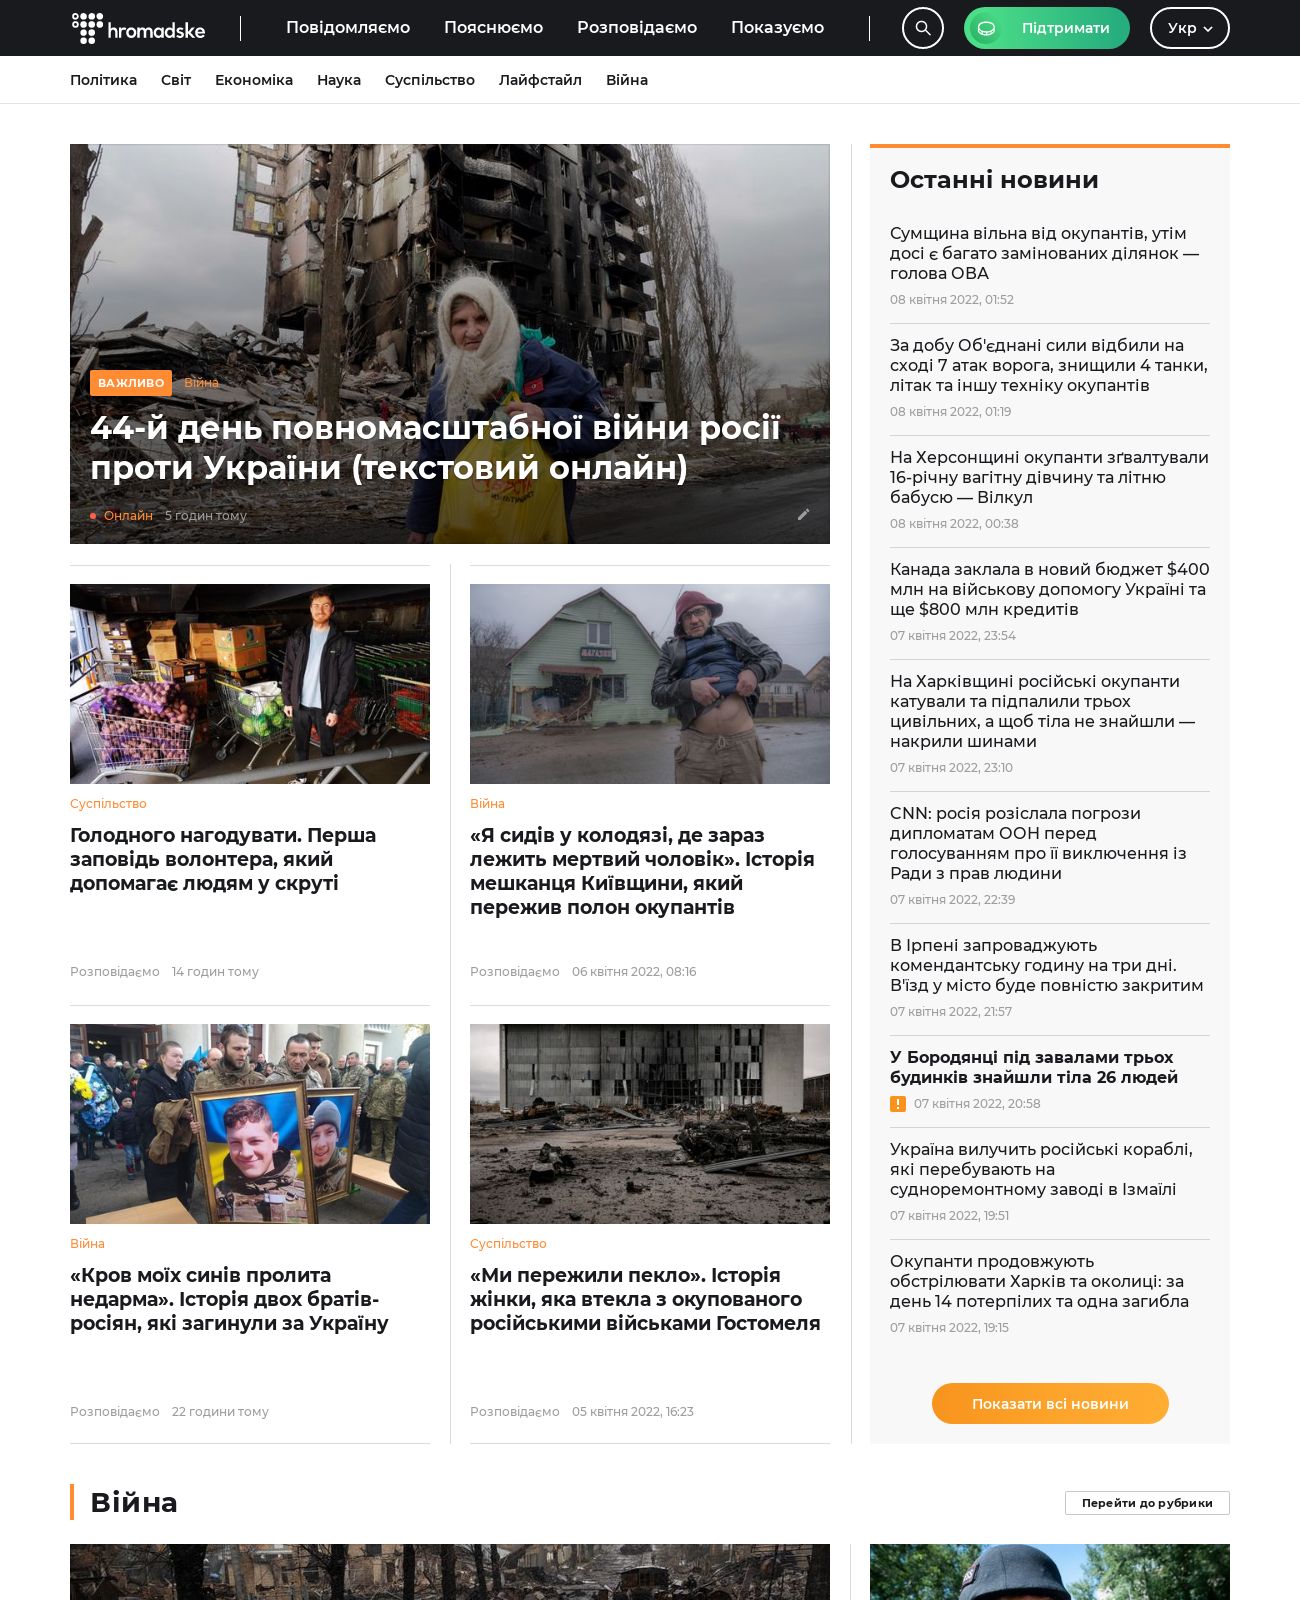 hromadske
Повідомляємо
Пояснюємо
Розповідаємо
Показуємо
Підтримати
Укр
Політика
Світ
Економіка
Наука
Суспільство
Лайфстайл
Війна
ВАЖЛИВО
Війна
44-й день повномасштабної війни росії
проти України (текстовий онлайн)
Онлайн
5 годин тому
МАГАЗИН
Суспільство
Голодного нагодувати. Перша
заповідь волонтера, який
допомагає людям у скруті
Розповідаємо
14 годин тому
Війна
«Я сидів у колодязі, де зараз
лежить мертвий чоловік». Історія
мешканця Київщини, який
пережив полон окупантів
Розповідаємо
06 квітня 2022, 08:16
Війна
«Кров моїх синів пролита
недарма». Історія двох братів-
росіян, які загинули за Україну
Розповідаємо
22 години тому
Суспільство
«Ми пережили пекло». Історія
жінки, яка втекла з окупованого
російськими військами Гостомеля
Розповідаємо
05 квітня 2022, 16:23
Останні новини
Сумщина вільна від окупантів, утім
досі є багато замінованих ділянок —
голова ОВА
08 квітня 2022, 01:52
За добу Об'єднані сили відбили на
сході 7 атак ворога, знищили 4 танки,
літак та іншу техніку окупантів
08 квітня 2022, 01:19
На Херсонщині окупанти зґвалтували
16-річну вагітну дівчину та літню
бабусю — Вілкул
08 квітня 2022, 00:38
Канада заклала в новий бюджет $400
млн на військову допомогу Україні та
ще $800 млн кредитів
07 квітня 2022, 23:54
На Харківщині російські окупанти
катували та підпалили трьох
цивільних, а щоб тіла не знайшли —
накрили шинами
07 квітня 2022, 23:10
CNN: росія розіслала погрози
дипломатам ООН перед
голосуванням про її виключення із
Ради з прав людини
07 квітня 2022, 22:39
В Ірпені запроваджують
комендантську годину на три дні.
В'їзд у місто буде повністю закритим
07 квітня 2022, 21:57
У Бородянці під завалами трьох
будинків знайшли тіла 26 людей
07 квітня 2022, 20:58
Україна вилучить російські кораблі,
які перебувають на
судноремонтному заводі в Ізмаїлі
07 квітня 2022, 19:51
Окупанти продовжують
обстрілювати Харків та околиці: за
день 14 потерпілих та одна загибла
07 квітня 2022, 19:15
Показати всі новини
Війна
Перейти до рубрики